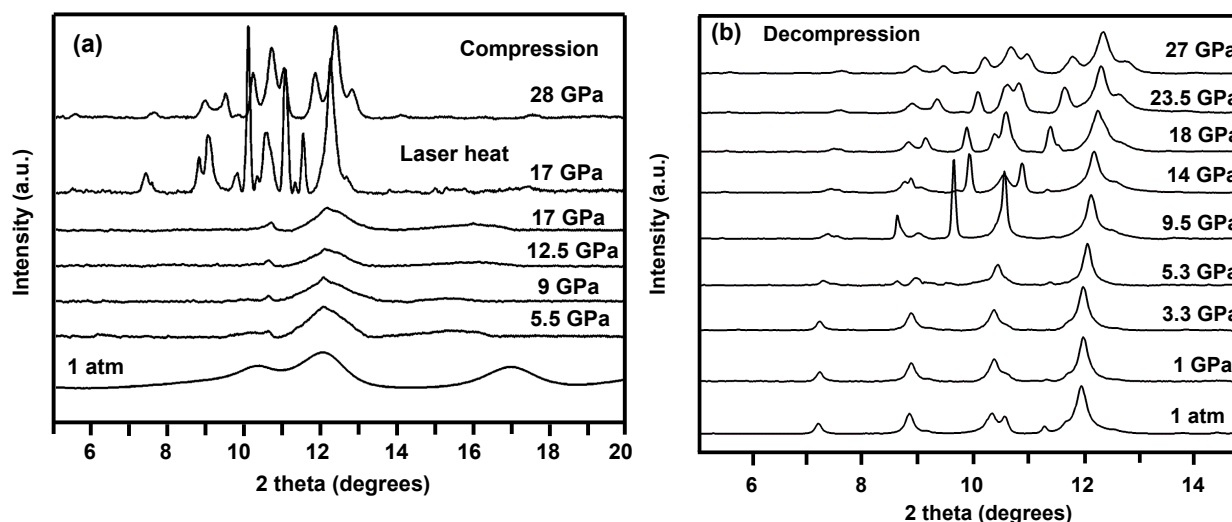 (a)
Compression
28 GPa
Laser heat
17 GPa
17 GPa
12.5 GPa
9 GPa
5.5 GPa
1 atm
Intensity (a.u.)
6 8 10 12 14 16 18 20
2 theta (degrees)
(b) Decompression
27 GPa
23.5 GPa
18 GPa
14 GPa
9.5 GPa
5.3 GPa
3.3 GPa
1 GPa
1 atm
Intensity (a.u.)
6 8 10 12 14
2 theta (degrees)